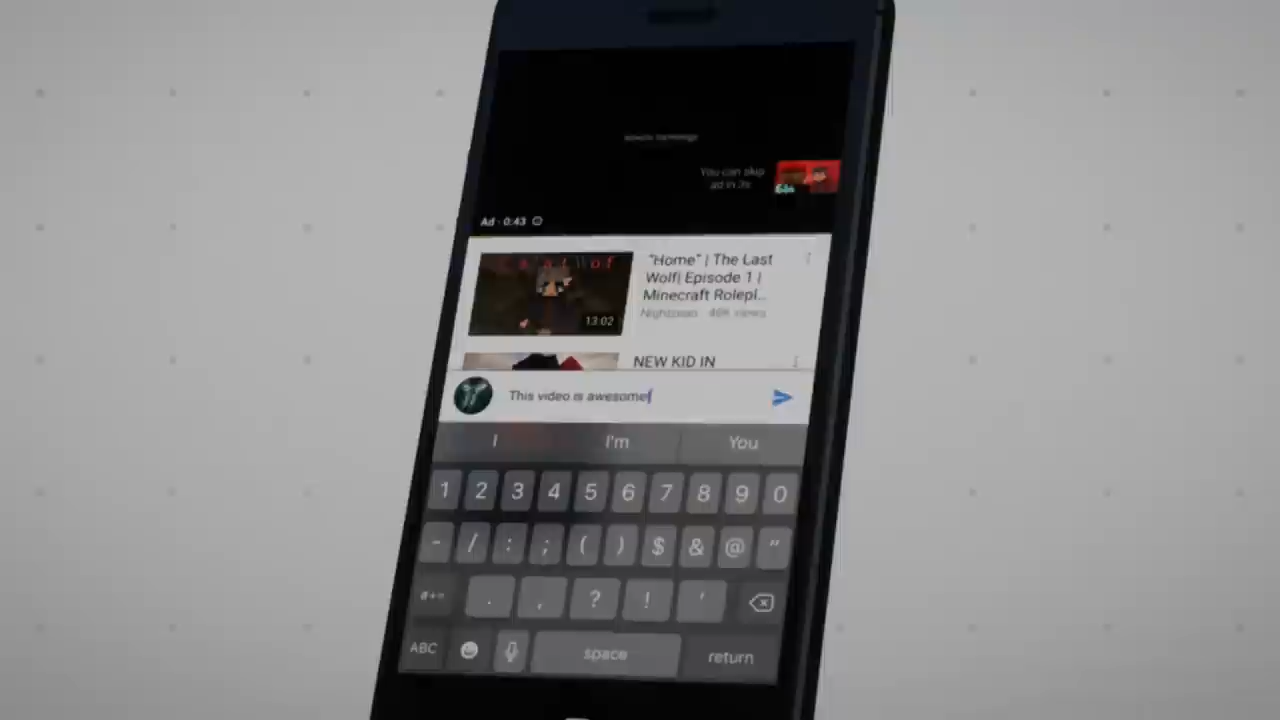 You can skip
ad in 3s
Ad · 0:43
13:02
"Home" | The Last
Wolf| Episode 1 |
Minecraft Rolepl...
46K views
NEW KID IN
This video is awesome
I I'm You
1 2 3 4 5 6 7 8 9 0
- / : ; ( ) $ & @ "
#+= . , ? ! '
ABC space return